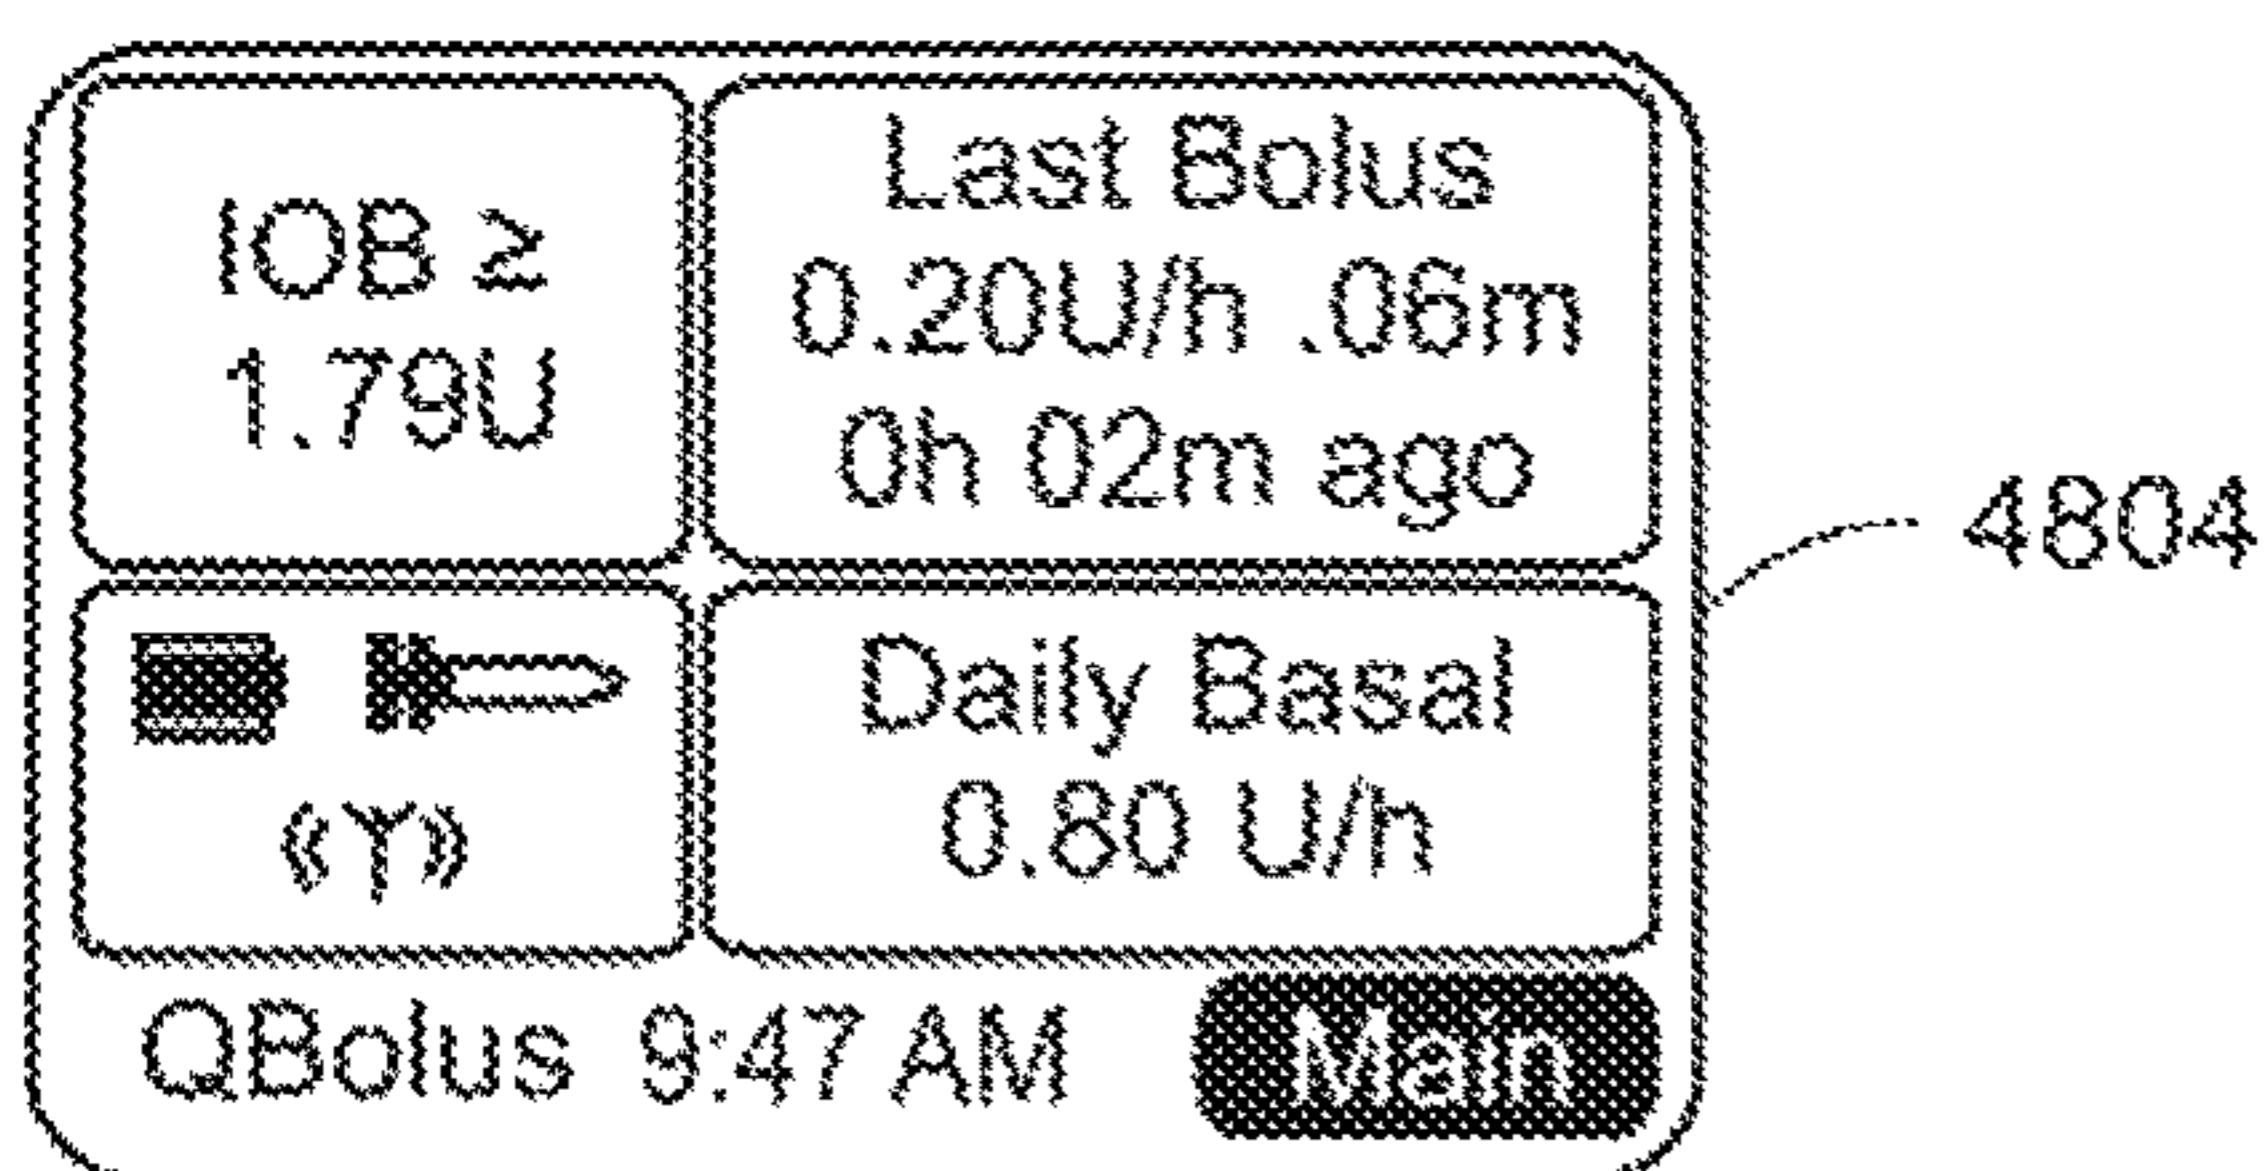 IOB ≥
1.79U
Last Bolus
0.20U/h .06m
0h 02m ago
4804
Daily Basal
0.80 U/h
QBolus 9:47 AM Main